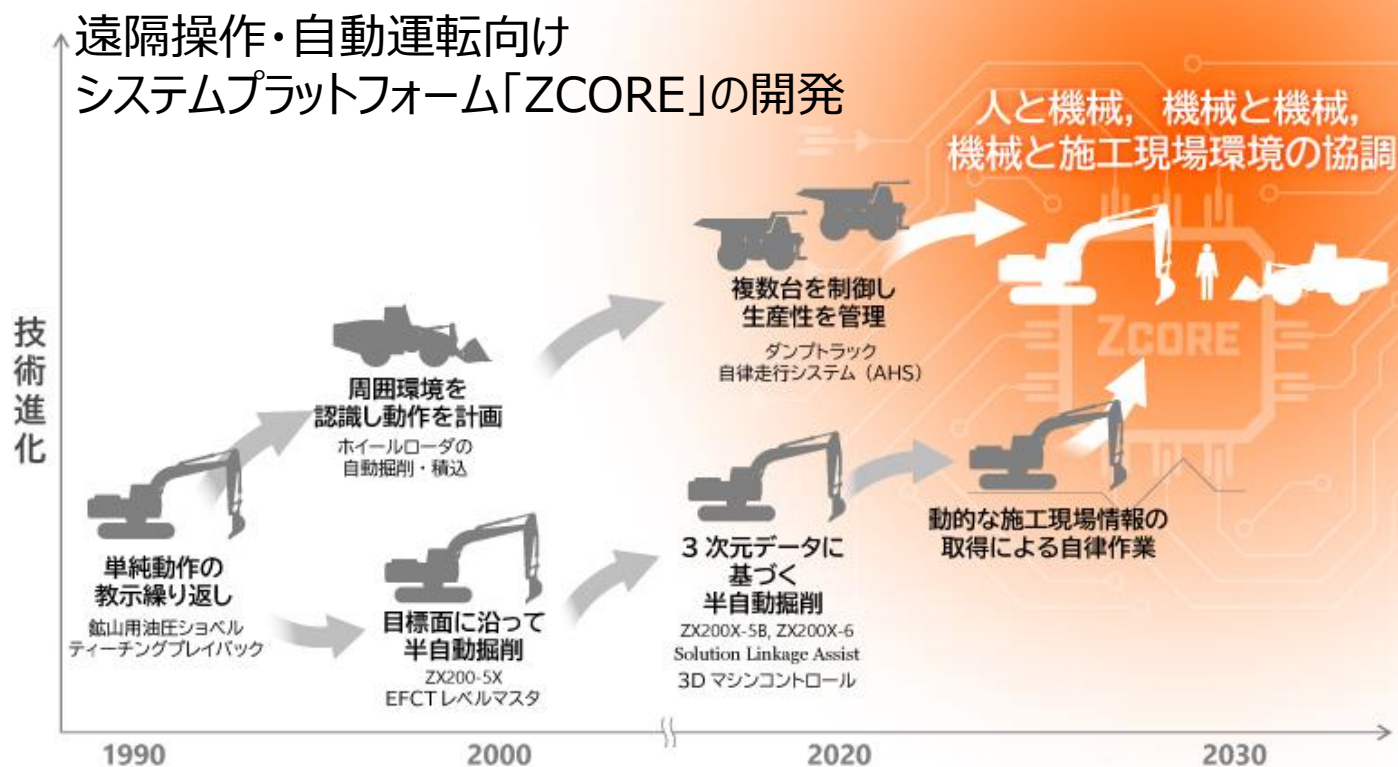 遠隔操作・自動運転向け
システムプラットフォーム「ZCORE」の開発
人と機械，機械と機械，
機械と施工現場環境の協調
ZCORE
複数台を制御し
生産性を管理
ダンプトラック
自律走行システム（AHS）
技術進化
周囲環境を
認識し動作を計画
ホイールローダの
自動掘削・積込
単純動作の
教示繰り返し
鉱山用油圧ショベル
ティーチングプレイバック
目標面に沿って
半自動掘削
ZX200-5X
EFCTレベルマスタ
3次元データに
基づく
半自動掘削
ZX200X-5B, ZX200X-6
Solution Linkage Assist
3Dマシンコントロール
動的な施工現場情報の
取得による自律作業
1990
2000
2020
2030